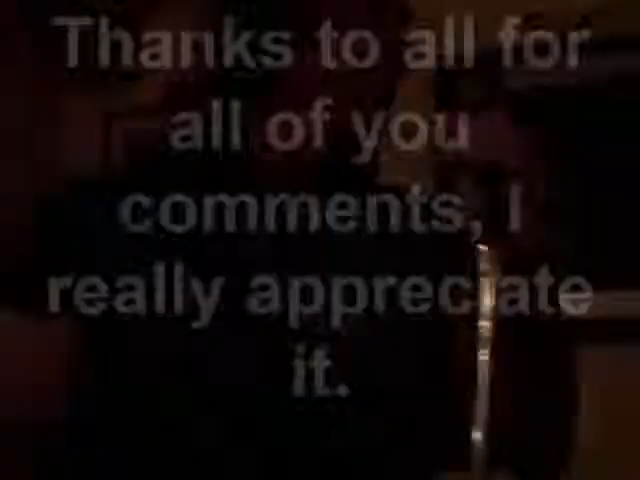 Thanks to all for
all of you
comments, I
really appreciate
it.